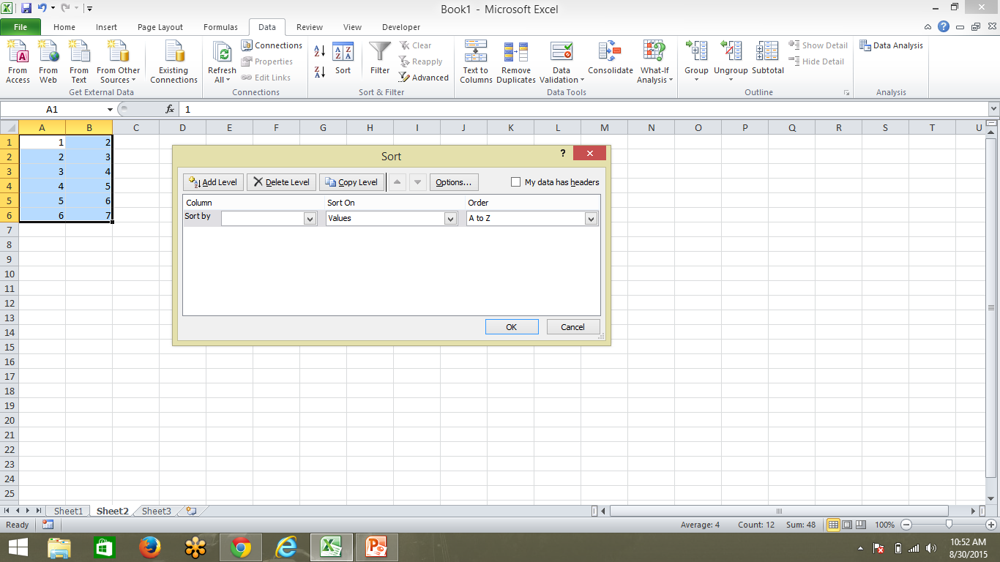 Book1 - Microsoft Excel
File Home Insert Page Layout Formulas Data Review View Developer
From Access
From Web
From Text
From Other Sources
Existing Connections
Get External Data
Refresh All
Connections
Properties
Edit Links
Connections
Sort
Filter
Clear
Reapply
Advanced
Sort & Filter
Text to Columns
Remove Duplicates
Data Validation
Consolidate
What-If Analysis
Data Tools
Group
Ungroup
Subtotal
Show Detail
Hide Detail
Outline
Data Analysis
Analysis
A1 fx 1
A B C D E F G H I J K L M N O P Q R S T U
1 1 2
2 2 3
3 3 4
4 4 5
5 5 6
6 6 7
7
8
9
10
11
12
13
14
15
16
17
18
19
20
21
22
23
24
25
Sort ?
Add Level Delete Level Copy Level Options... My data has headers
Column Sort On Order
Sort by Values A to Z
OK Cancel
Sheet1 Sheet2 Sheet3
Ready Average: 4 Count: 12 Sum: 48 100%
10:52 AM
8/30/2015